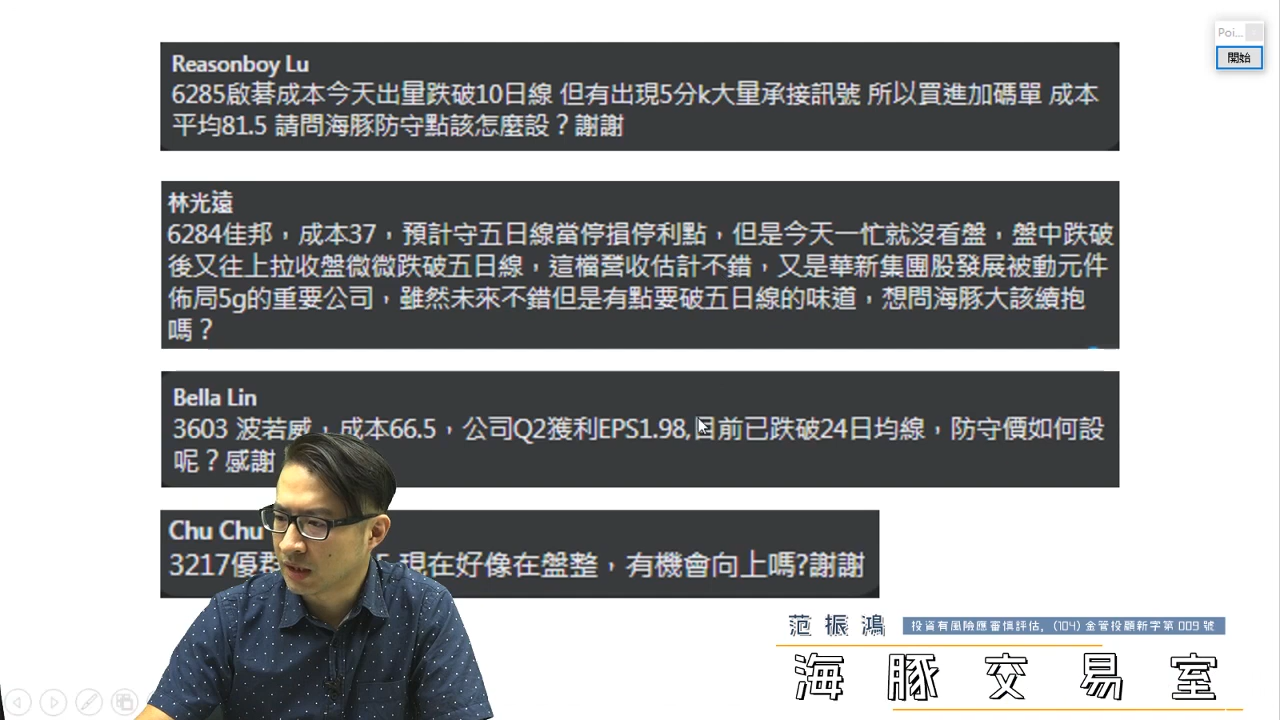 Poi...
開始
Reasonboy Lu
6285啟碁成本今天出量跌破10日線 但有出現5分k大量承接訊號 所以買進加碼單 成本
平均81.5 請問海豚防守點該怎麼設？謝謝
林光遠
6284佳邦，成本37，預計守五日線當停損停利點，但是今天一忙就沒看盤，盤中跌破
後又往上拉收盤微微跌破五日線，這檔營收估計不錯，又是華新集團股發展被動元件
佈局5g的重要公司，雖然未來不錯但是有點要破五日線的味道，想問海豚大該續抱
嗎？
Bella Lin
3603 波若威，成本66.5，公司Q2獲利EPS1.98,目前已跌破24日均線，防守價如何設
呢？感謝
Chu Chu
3217優群 5 現在好像在盤整，有機會向上嗎?謝謝
范振鴻 投資有風險應審慎評估, (104) 金管投顧新字第 009 號
海豚交易室